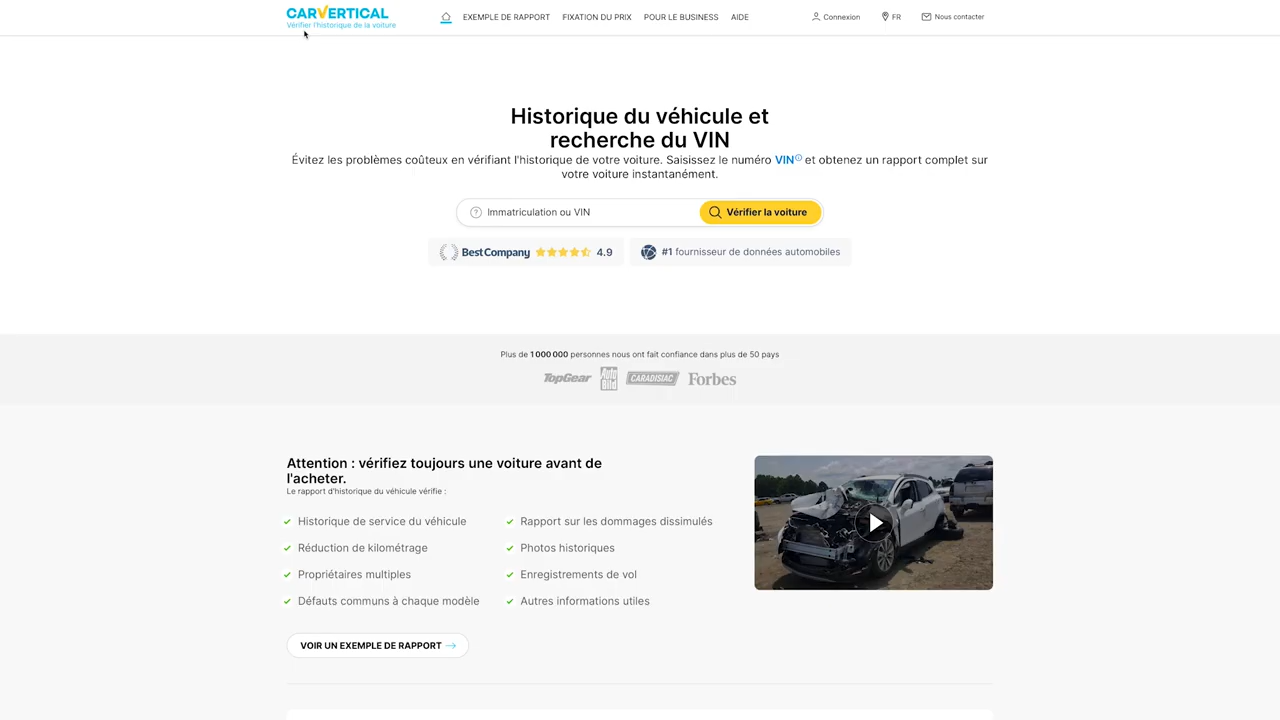 CARVERTICAL
Vérifier l'historique de la voiture
EXEMPLE DE RAPPORT
FIXATION DU PRIX
POUR LE BUSINESS
AIDE
Connexion
FR
Nous contacter
Historique du véhicule et
recherche du VIN
Évitez les problèmes coûteux en vérifiant l'historique de votre voiture. Saisissez le numéro VIN et obtenez un rapport complet sur
votre voiture instantanément.
Immatriculation ou VIN
Vérifier la voiture
BestCompany 4.9
#1 fournisseur de données automobiles
Plus de 1 000 000 personnes nous ont fait confiance dans plus de 50 pays
TopGear
Auto Bild
CARADISIAC
Forbes
Attention : vérifiez toujours une voiture avant de
l'acheter.
Le rapport d'historique du véhicule vérifie :
Historique de service du véhicule
Rapport sur les dommages dissimulés
Réduction de kilométrage
Photos historiques
Propriétaires multiples
Enregistrements de vol
Défauts communs à chaque modèle
Autres informations utiles
VOIR UN EXEMPLE DE RAPPORT